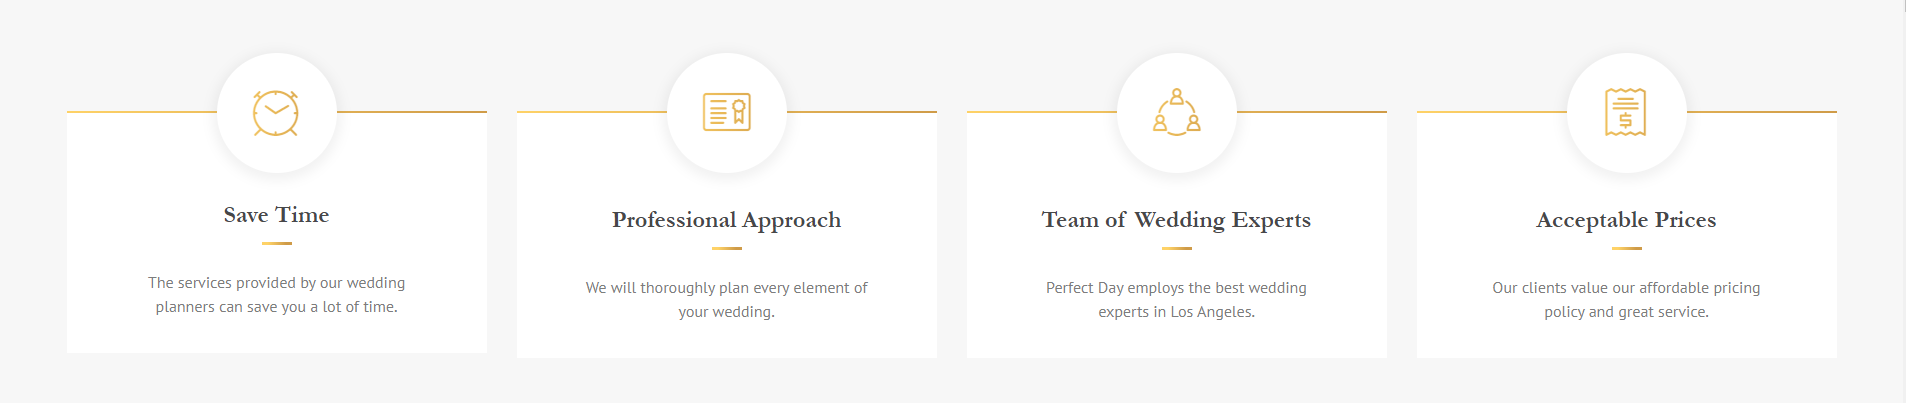 Save Time
The services provided by our wedding
planners can save you a lot of time.
Professional Approach
We will thoroughly plan every element of
your wedding.
Team of Wedding Experts
Perfect Day employs the best wedding
experts in Los Angeles.
$
Acceptable Prices
Our clients value our affordable pricing
policy and great service.